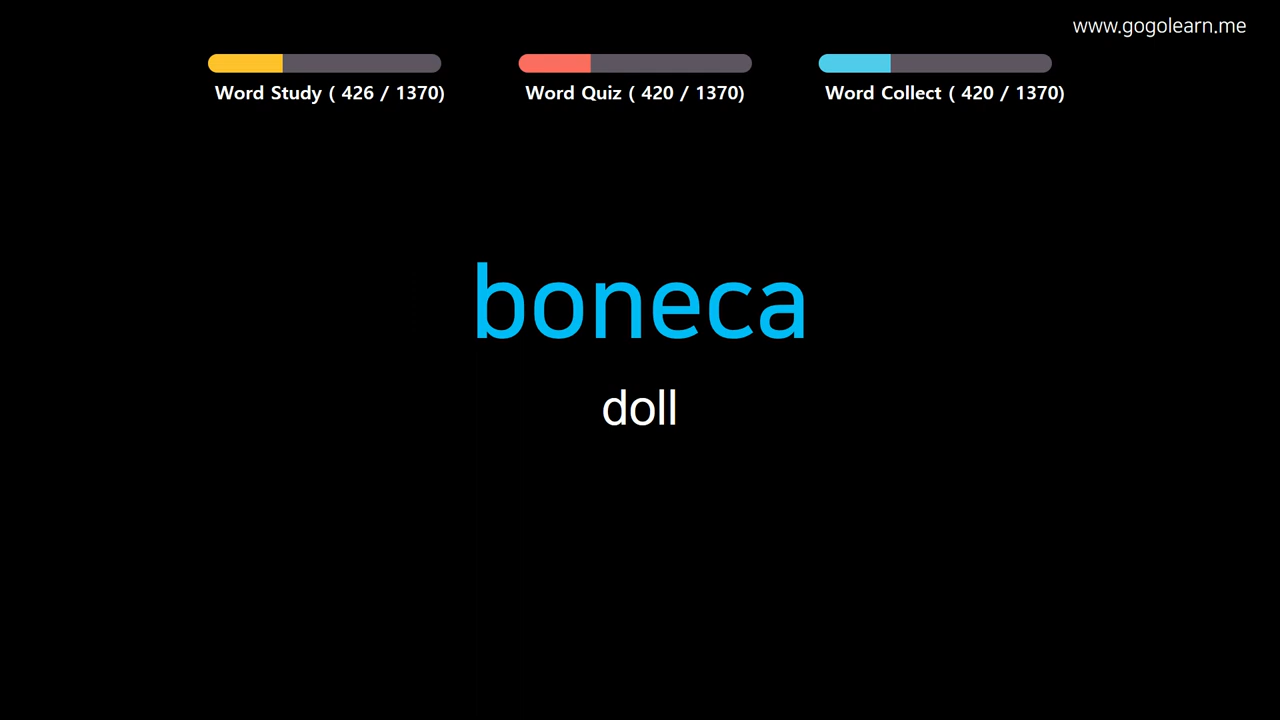 www.gogolearn.me
Word Study ( 426 / 1370)
Word Quiz ( 420 / 1370)
Word Collect ( 420 / 1370)
boneca
doll